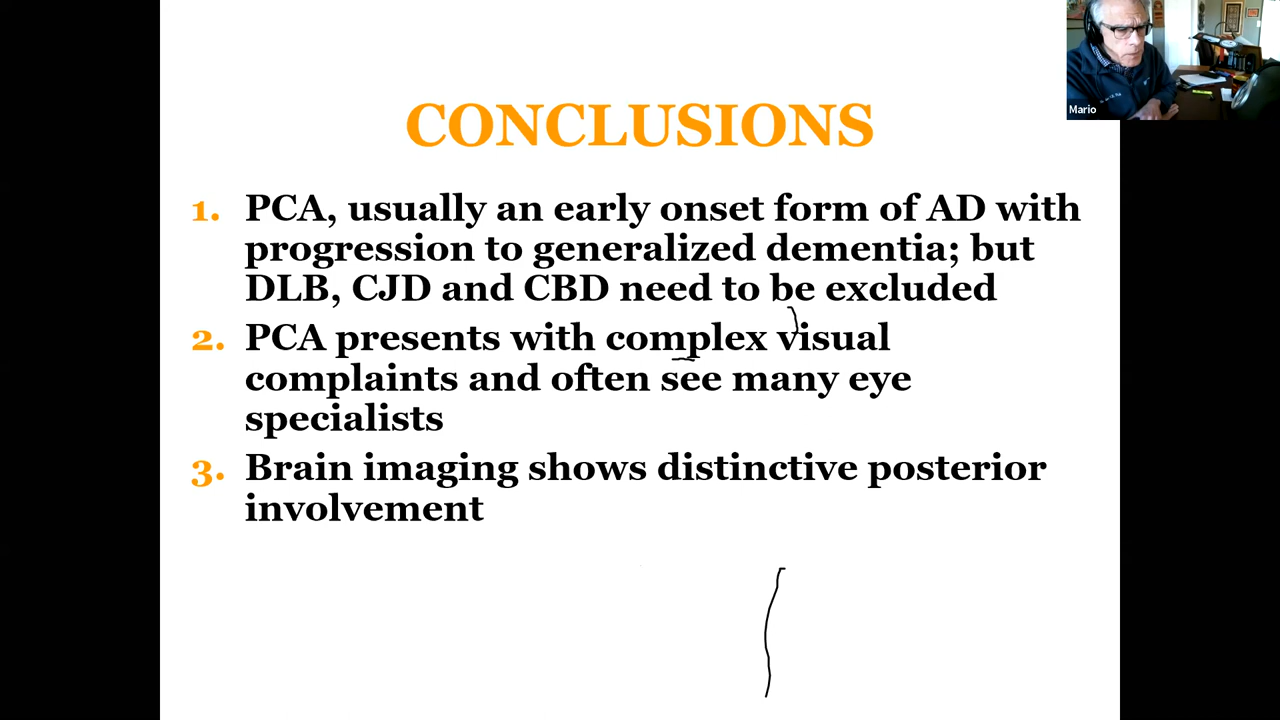 Mario
CONCLUSIONS
1. PCA, usually an early onset form of AD with
progression to generalized dementia; but
DLB, CJD and CBD need to be excluded
2. PCA presents with complex visual
complaints and often see many eye
specialists
3. Brain imaging shows distinctive posterior
involvement